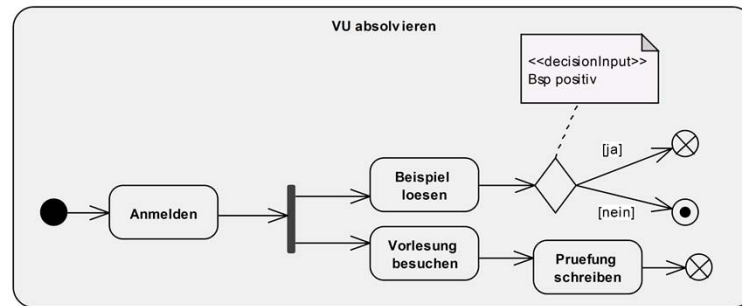 VU absolvieren
<<decisionInput>>
Bsp positiv
Anmelden
Beispiel
loesen
[ja]
[nein]
Vorlesung
besuchen
Pruefung
schreiben